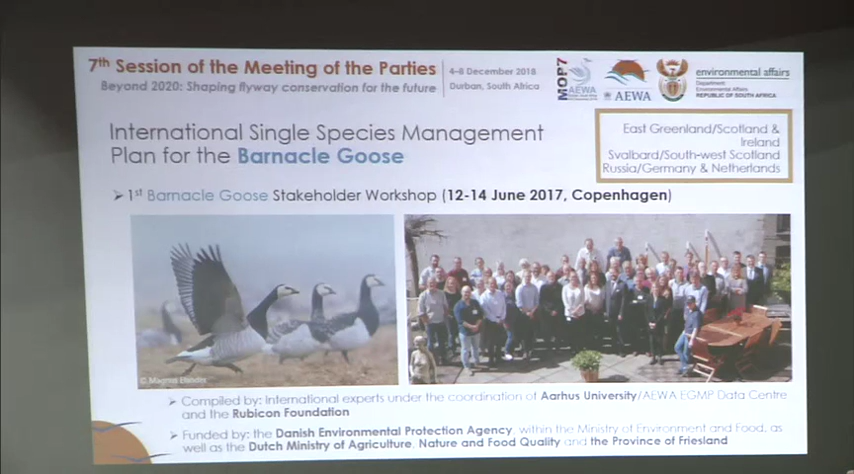 7th Session of the Meeting of the Parties
Beyond 2020: Shaping flyway conservation for the future
4-8 December 2018
Durban, South Africa
MOP7
AEWA
AEWA
environmental affairs
Department:
Environmental Affairs
REPUBLIC OF SOUTH AFRICA
International Single Species Management
Plan for the Barnacle Goose
East Greenland/Scotland &
Ireland
Svalbard/South-west Scotland
Russia/Germany & Netherlands
➢ 1st Barnacle Goose Stakeholder Workshop (12-14 June 2017, Copenhagen)
➢ Compiled by: International experts under the coordination of Aarhus University/AEWA EGMP Data Centre
and the Rubicon Foundation
➢ Funded by: the Danish Environmental Protection Agency, within the Ministry of Environment and Food, as
well as the Dutch Ministry of Agriculture, Nature and Food Quality and the Province of Friesland